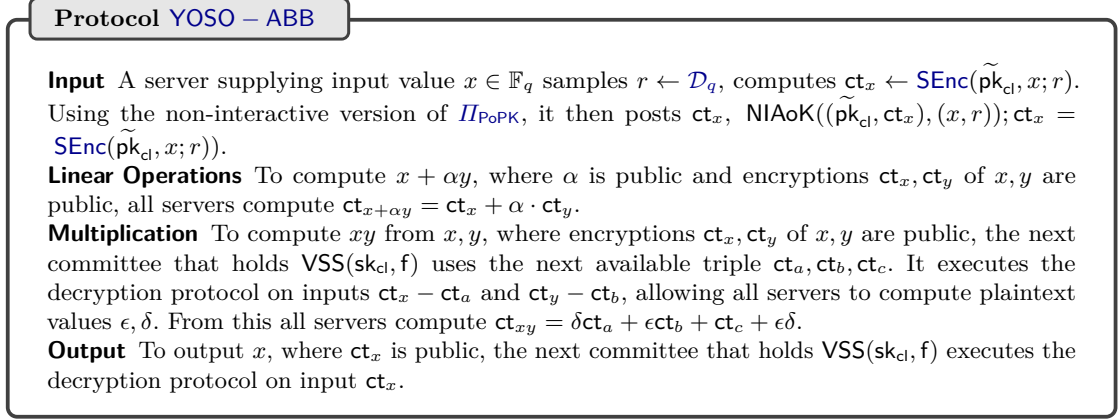 Protocol YOSO − ABB
Input A server supplying input value x ∈ 𝔽_q samples r ← 𝒟_q, computes ct_x ← SEnc(p͠k_cl, x; r).
Using the non-interactive version of Π_PoPK, it then posts ct_x, NIAoK((p͠k_cl, ct_x), (x, r)); ct_x =
SEnc(p͠k_cl, x; r)).
Linear Operations To compute x + αy, where α is public and encryptions ct_x, ct_y of x, y are
public, all servers compute ct_{x+αy} = ct_x + α · ct_y.
Multiplication To compute xy from x, y, where encryptions ct_x, ct_y of x, y are public, the next
committee that holds VSS(sk_cl, f) uses the next available triple ct_a, ct_b, ct_c. It executes the
decryption protocol on inputs ct_x − ct_a and ct_y − ct_b, allowing all servers to compute plaintext
values ϵ, δ. From this all servers compute ct_{xy} = δct_a + ϵct_b + ct_c + ϵδ.
Output To output x, where ct_x is public, the next committee that holds VSS(sk_cl, f) executes the
decryption protocol on input ct_x.